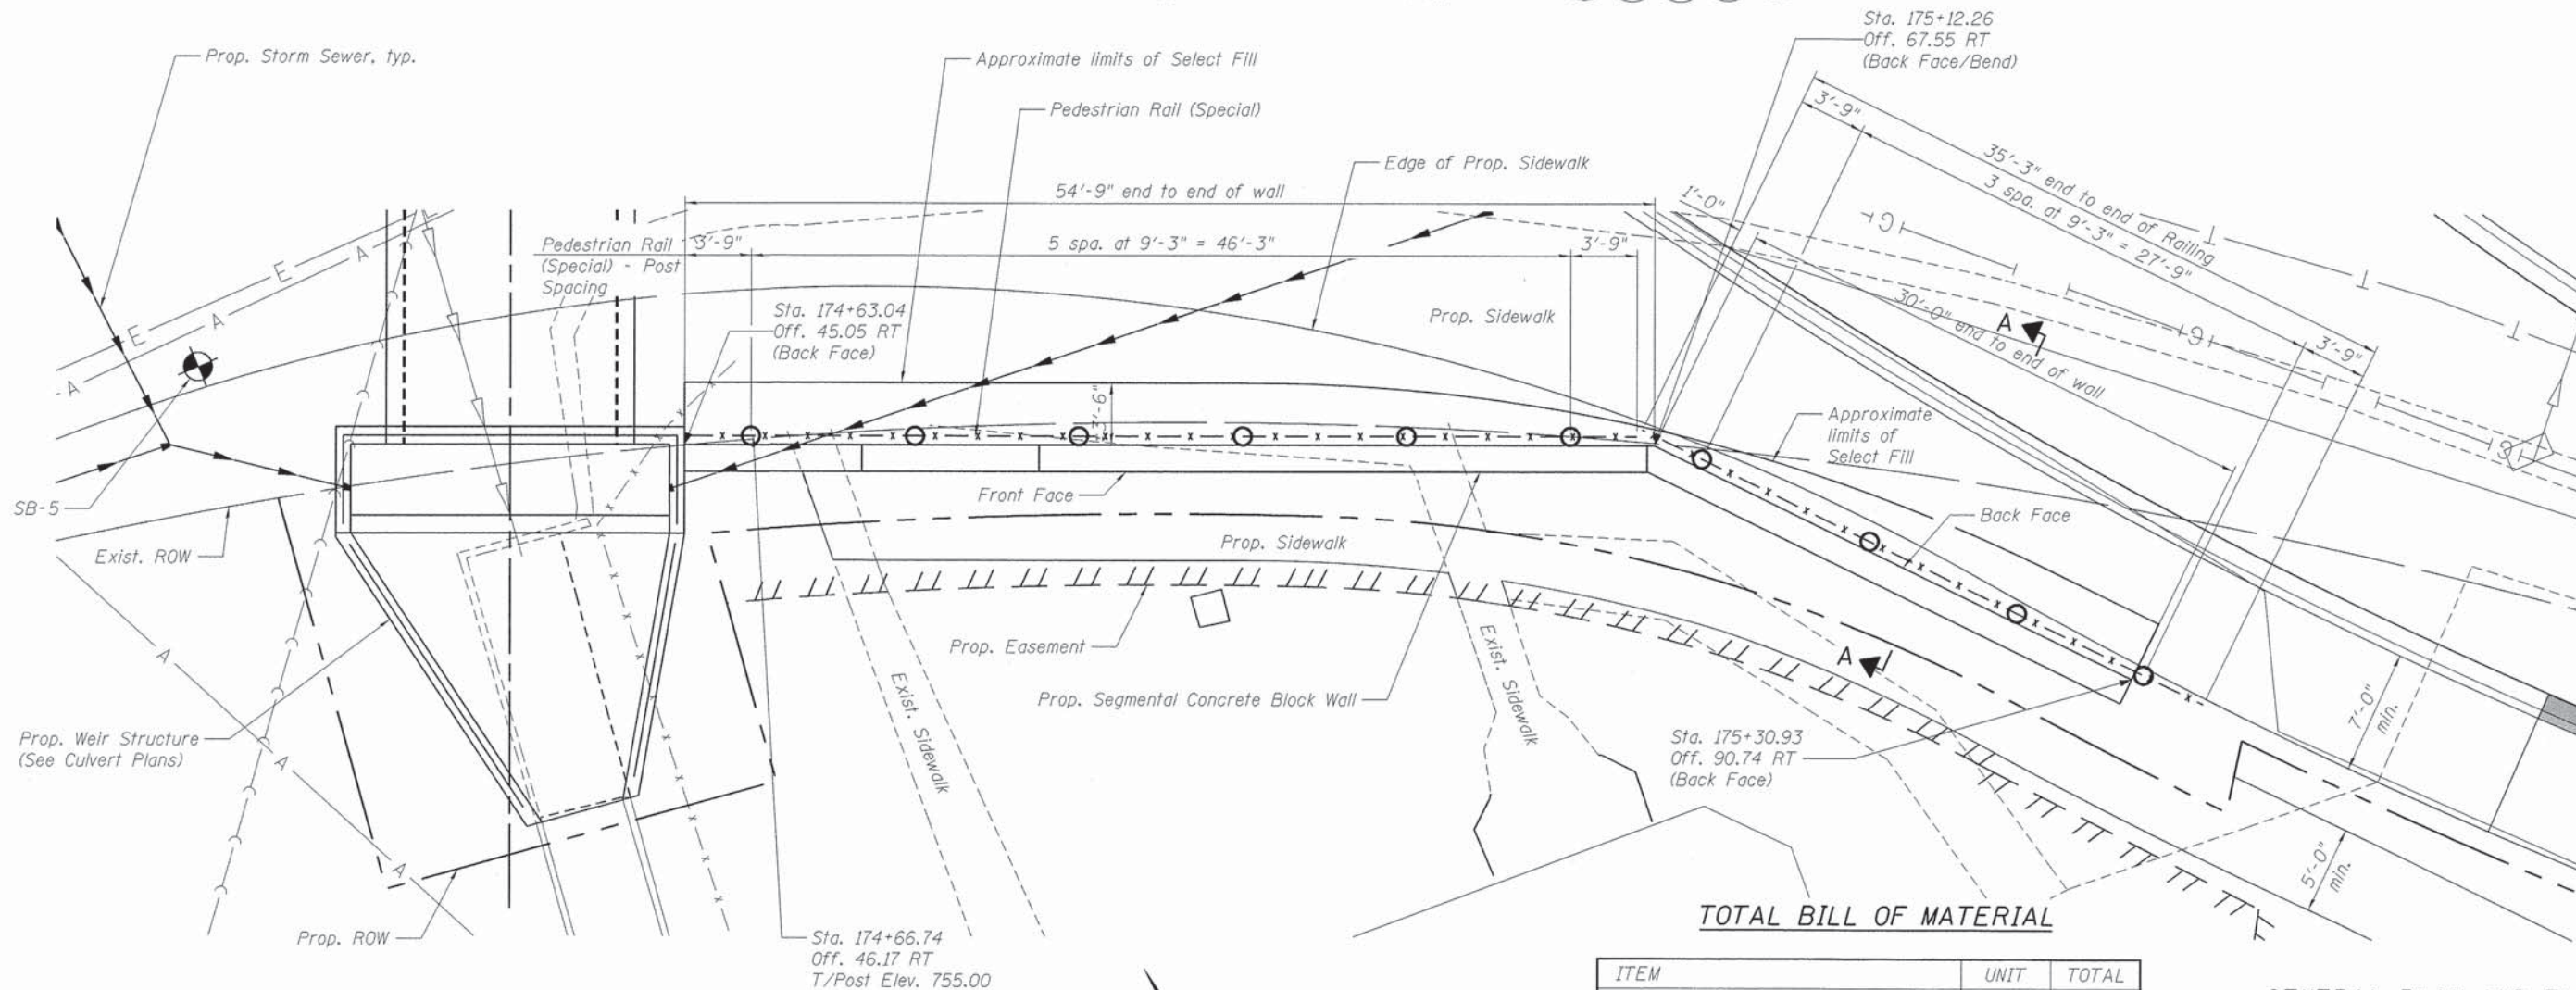 Sta. 175+12.26
Off. 67.55 RT
(Back Face/Bend)
Prop. Storm Sewer, typ.
Approximate limits of Select Fill
Pedestrian Rail (Special)
Edge of Prop. Sidewalk
3'-9"
35'-3" end to end of Railing
3 spa. at 9'-3" = 27'-9"
30'-0" end to end of wall
3'-9"
1'-0"
54'-9" end to end of wall
Pedestrian Rail
(Special) - Post
Spacing
3'-9"
5 spa. at 9'-3" = 46'-3"
3'-9"
Sta. 174+63.04
Off. 45.05 RT
(Back Face)
Prop. Sidewalk
E
A
E
A
A
G
G
G
T
T
T
A
3'-6"
Approximate
limits of
Select Fill
SB-5
Front Face
Back Face
Exist. ROW
Prop. Sidewalk
Prop. Easement
Exist. Sidewalk
Exist. Sidewalk
A
A
A
A
Prop. Segmental Concrete Block Wall
Prop. Weir Structure
(See Culvert Plans)
Sta. 175+30.93
Off. 90.74 RT
(Back Face)
7'-0"
min.
5'-0"
min.
Prop. ROW
Sta. 174+66.74
Off. 46.17 RT
T/Post Elev. 755.00
TOTAL BILL OF MATERIAL
ITEM UNIT TOTAL